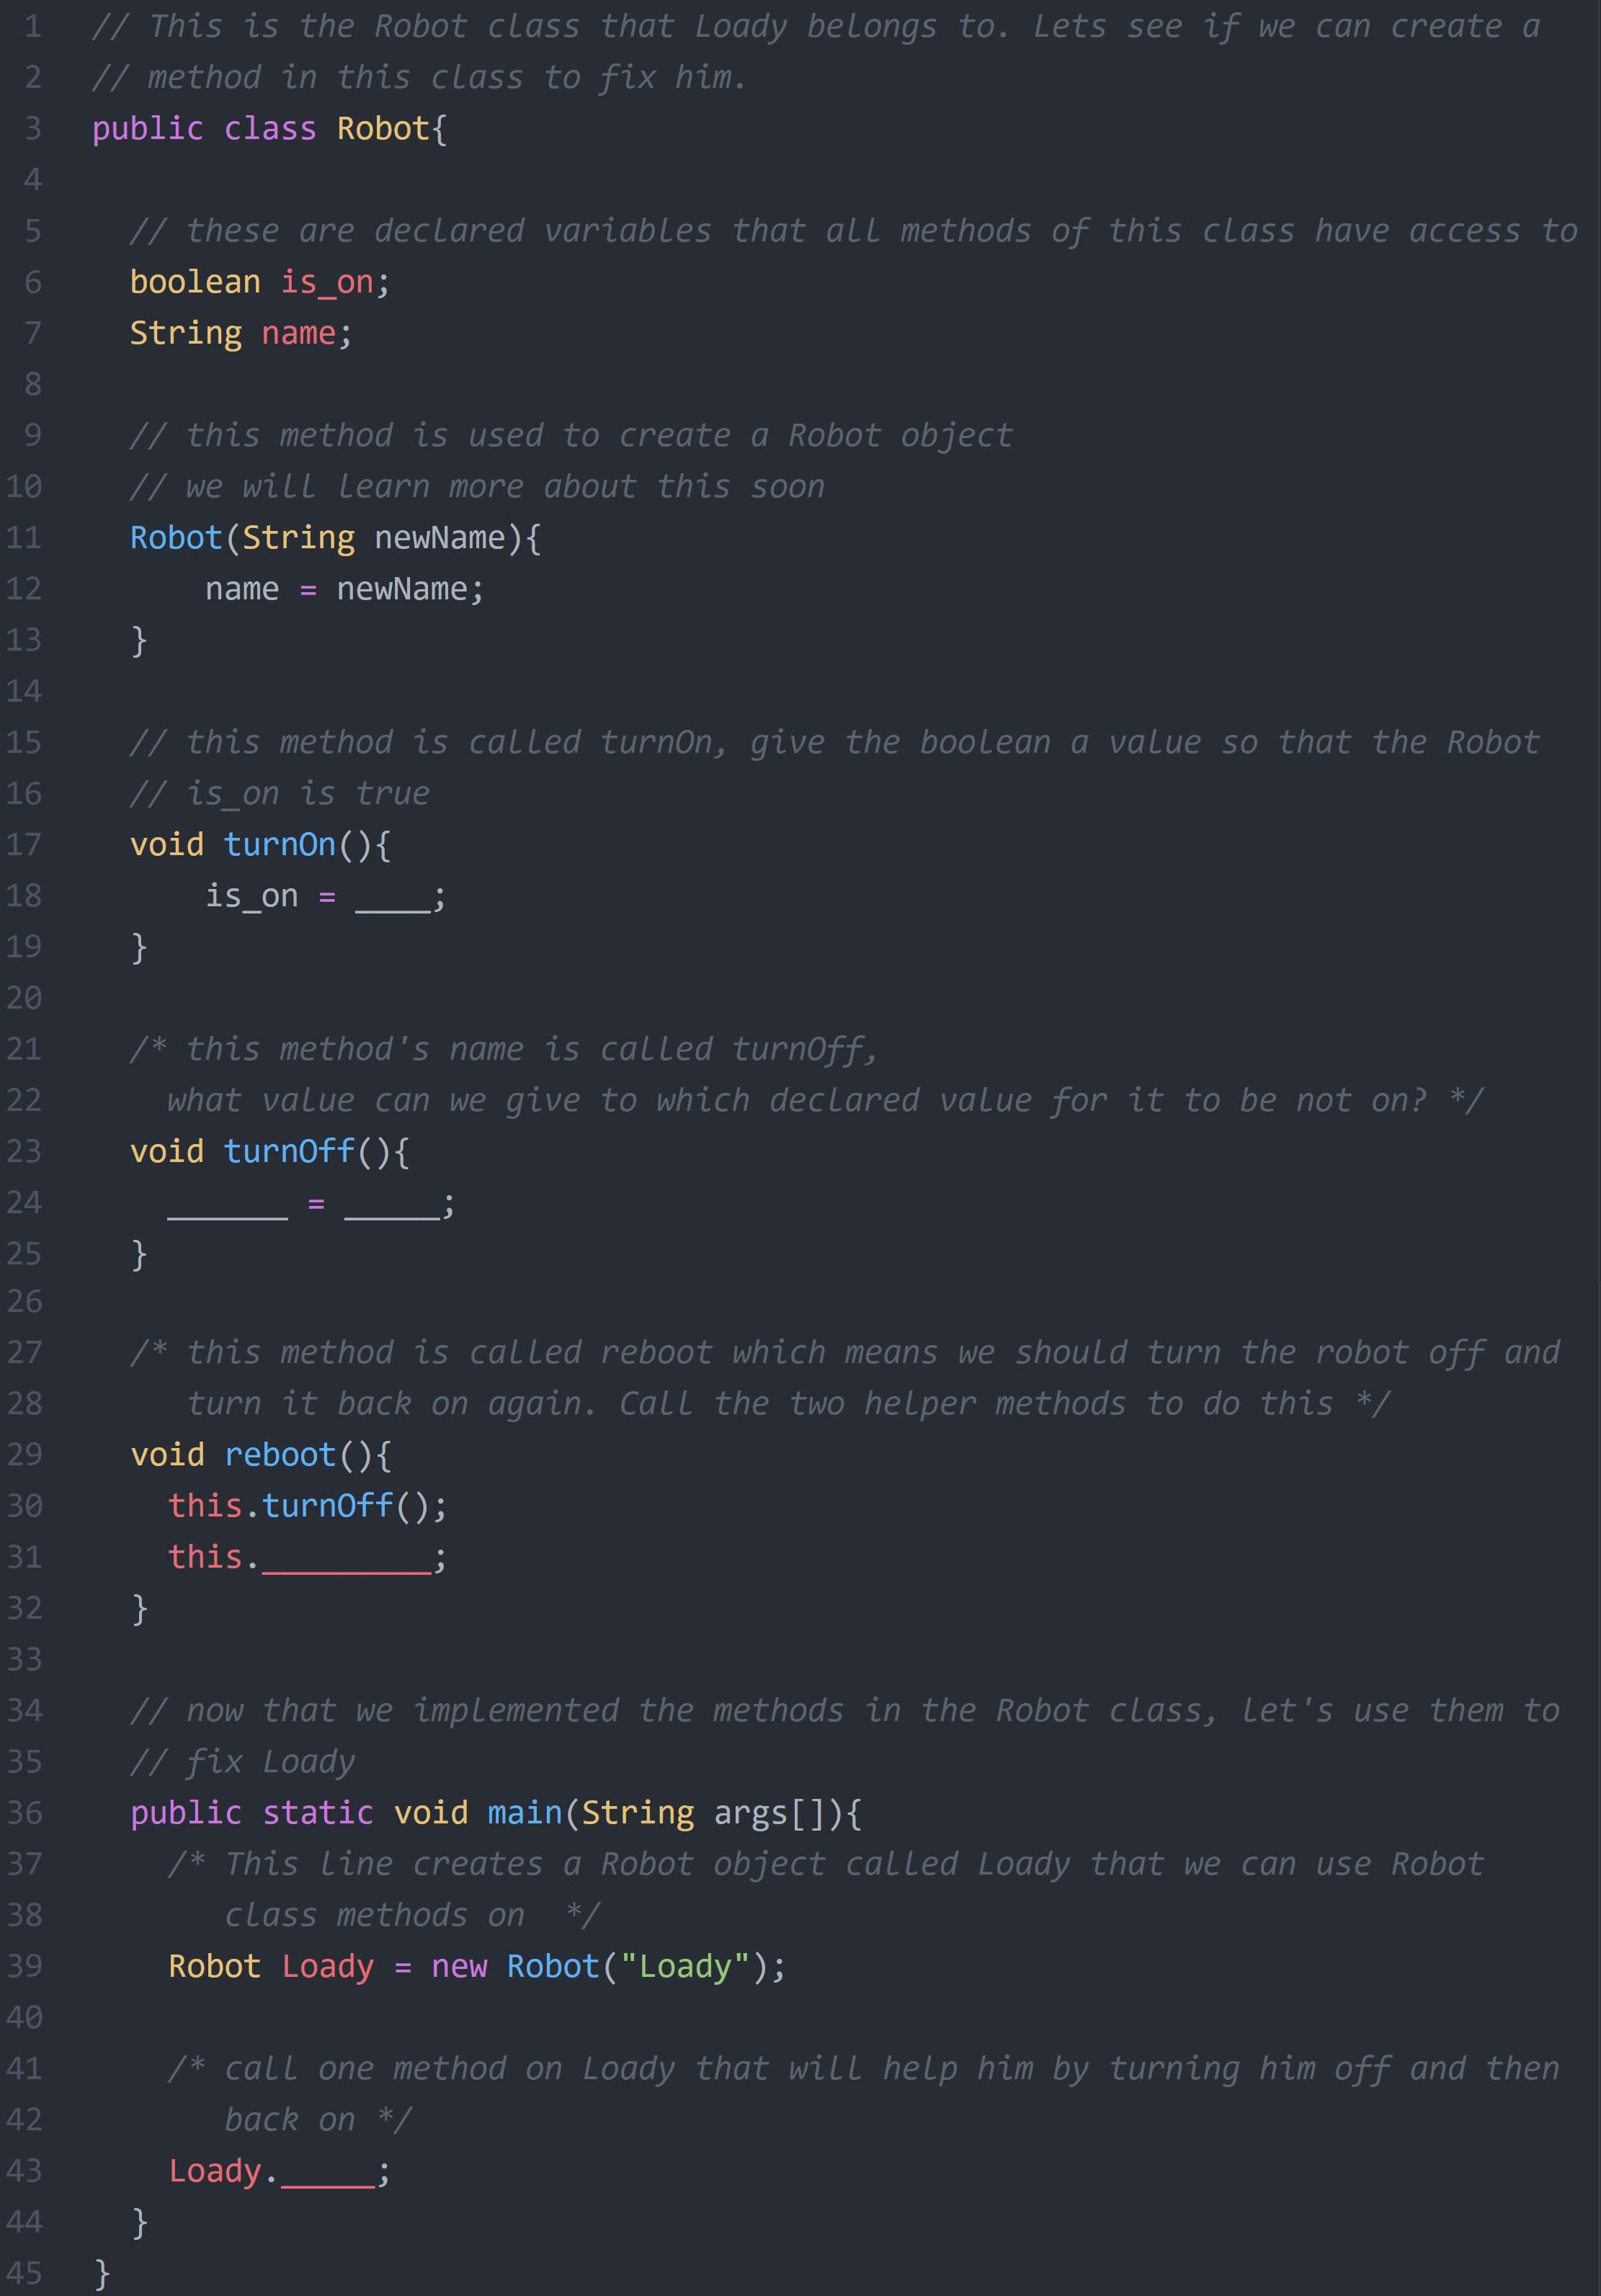 1 // This is the Robot class that Loady belongs to. Lets see if we can create a
2 // method in this class to fix him.
3 public class Robot{
4
5 // these are declared variables that all methods of this class have access to
6 boolean is_on;
7 String name;
8
9 // this method is used to create a Robot object
10 // we will learn more about this soon
11 Robot(String newName){
12 name = newName;
13 }
14
15 // this method is called turnOn, give the boolean a value so that the Robot
16 // is_on is true
17 void turnOn(){
18 is_on = ____;
19 }
20
21 /* this method's name is called turnOff,
22 what value can we give to which declared value for it to be not on? */
23 void turnOff(){
24 ______ = _____;
25 }
26
27 /* this method is called reboot which means we should turn the robot off and
28 turn it back on again. Call the two helper methods to do this */
29 void reboot(){
30 this.turnOff();
31 this._________;
32 }
33
34 // now that we implemented the methods in the Robot class, let's use them to
35 // fix Loady
36 public static void main(String args[]){
37 /* This line creates a Robot object called Loady that we can use Robot
38 class methods on  */
39 Robot Loady = new Robot("Loady");
40
41 /* call one method on Loady that will help him by turning him off and then
42 back on */
43 Loady._____;
44 }
45 }